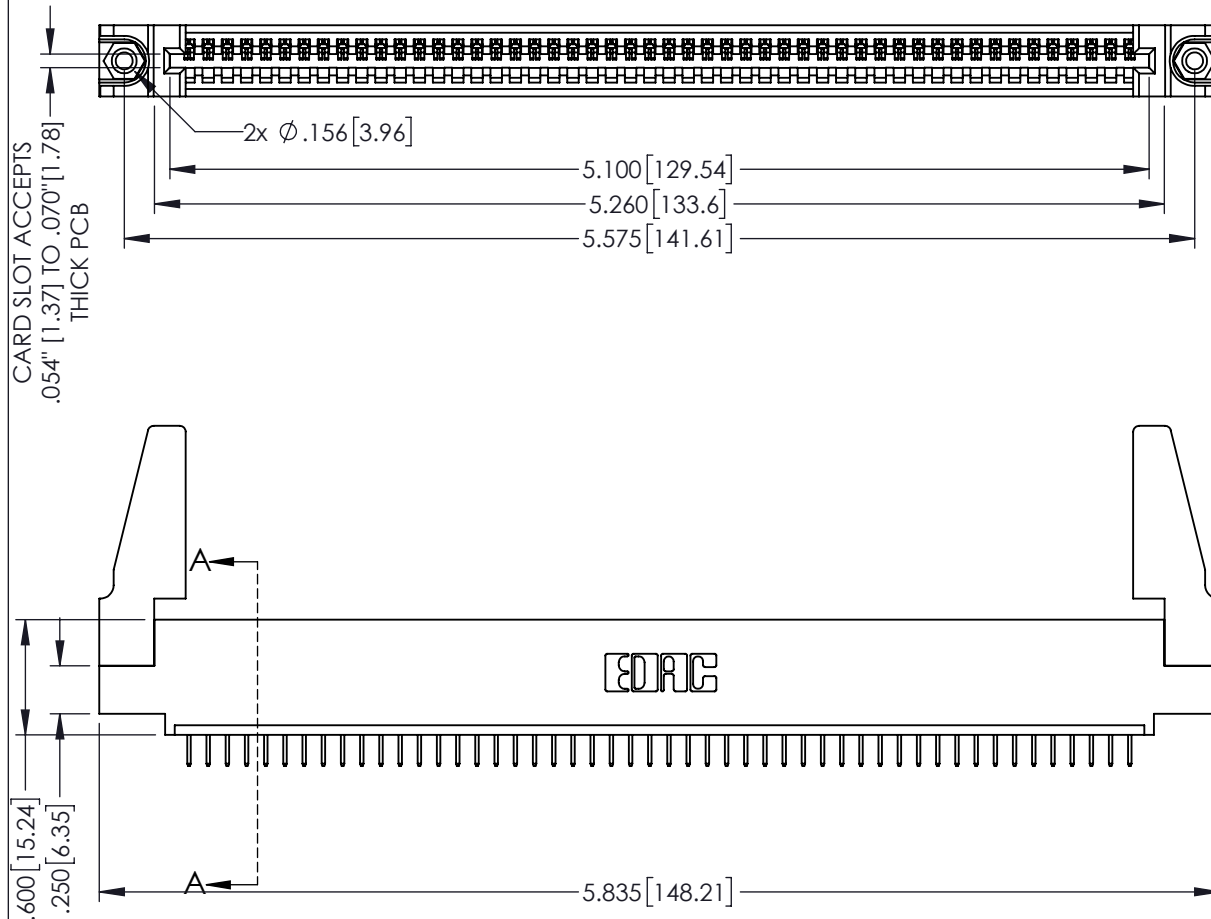 2x Ø .156[3.96]
5.100[129.54]
5.260[133.6]
5.575[141.61]
CARD SLOT ACCEPTS
.054" [1.37] TO .070"[1.78]
THICK PCB
A
EDAC
.600[15.24]
.250[6.35]
A
5.835[148.21]